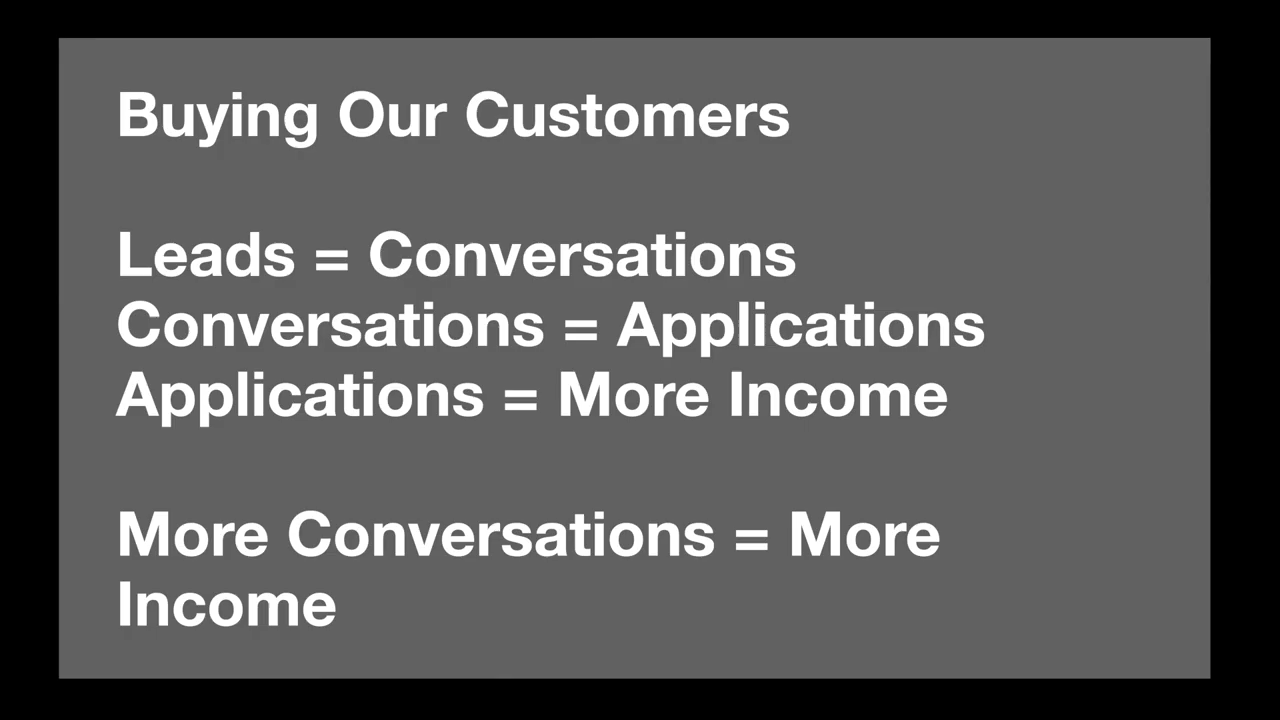 Buying Our Customers
Leads = Conversations
Conversations = Applications
Applications = More Income
More Conversations = More
Income